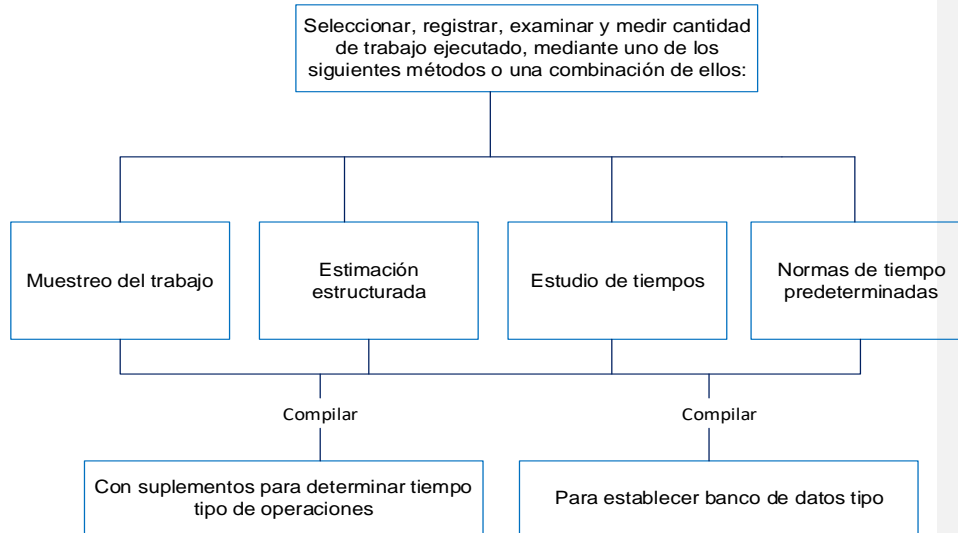 Seleccionar, registrar, examinar y medir cantidad
de trabajo ejecutado, mediante uno de los
siguientes métodos o una combinación de ellos:
Muestreo del trabajo
Estimación
estructurada
Estudio de tiempos
Normas de tiempo
predeterminadas
Compilar
Compilar
Con suplementos para determinar tiempo
tipo de operaciones
Para establecer banco de datos tipo